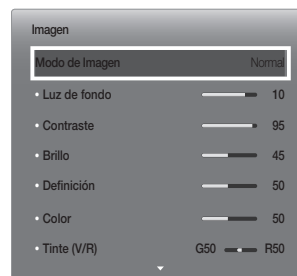 Imagen
Modo de Imagen Normal
• Luz de fondo 10
• Contraste 95
• Brillo 45
• Definición 50
• Color 50
• Tinte (V/R) G50 R50